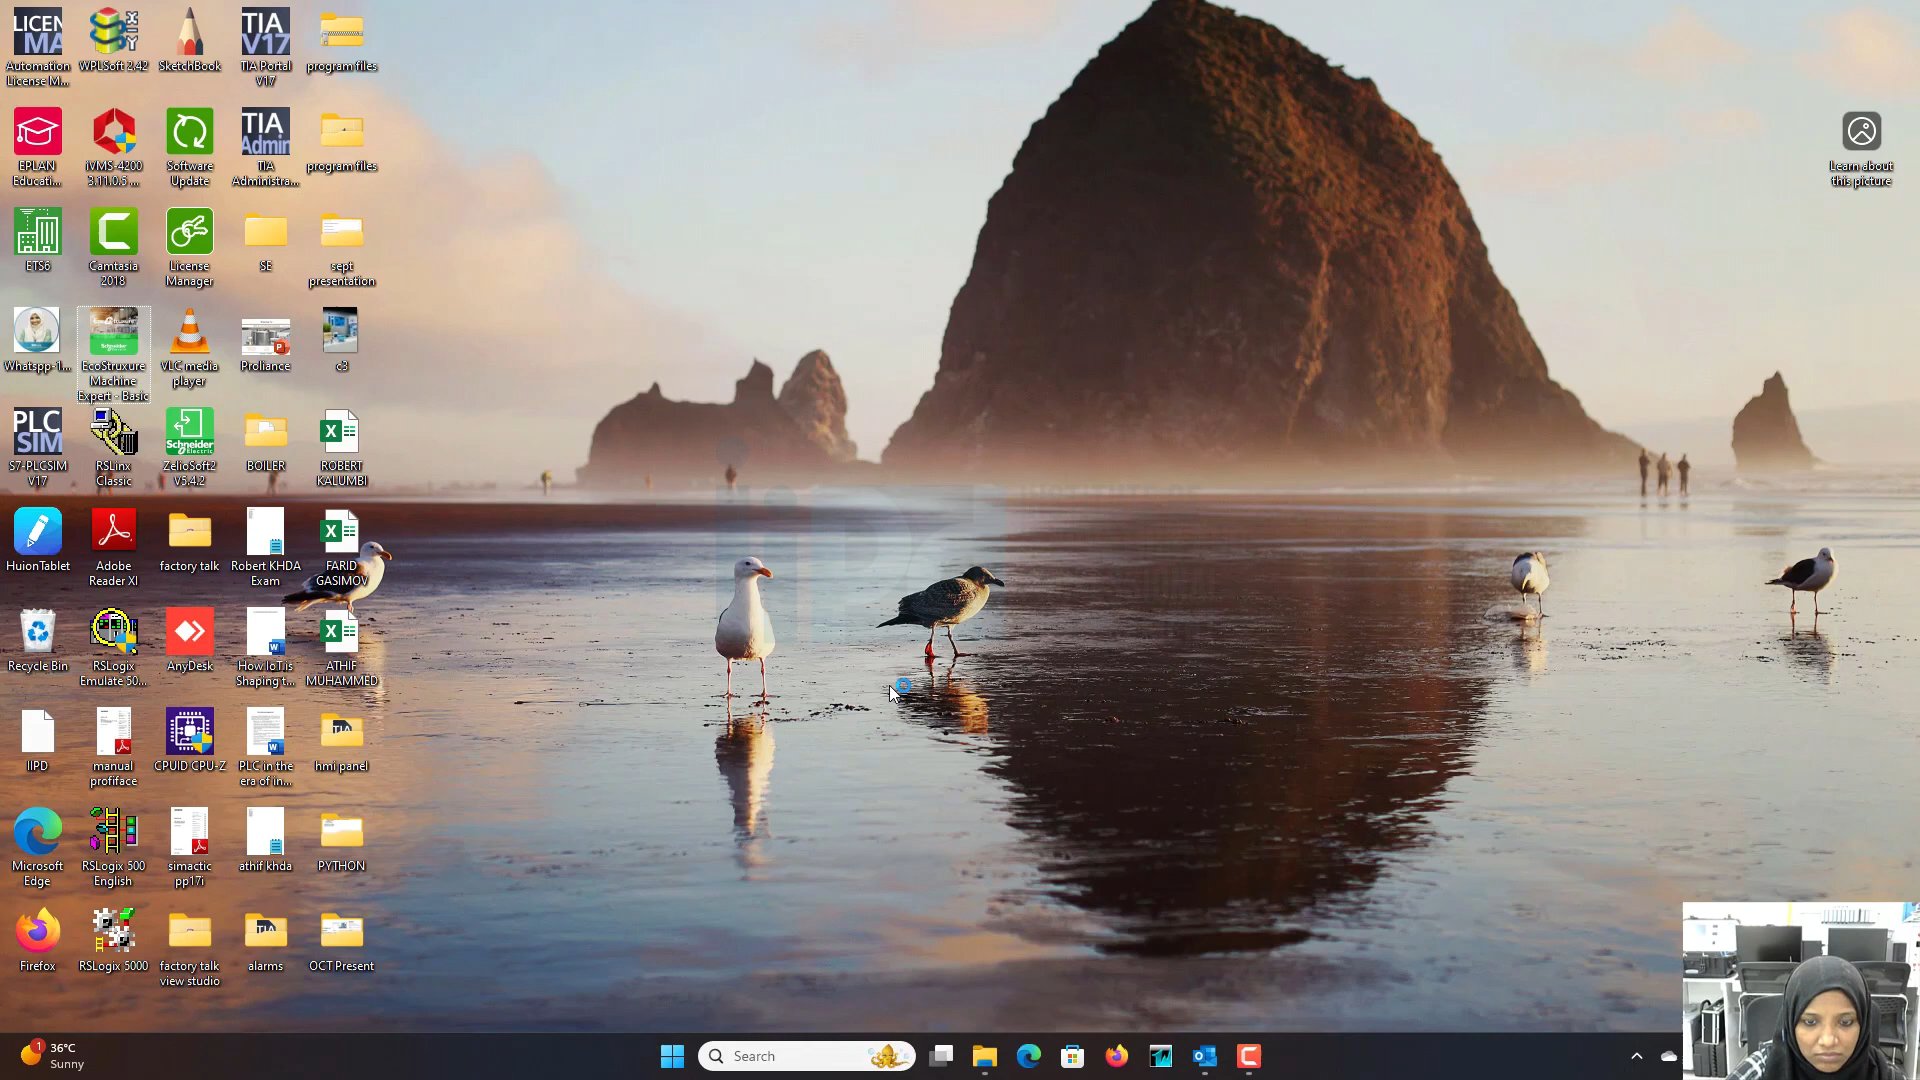 LICEN
MA
Automation
License M...
WPLSoft 2.42
SketchBook
TIA
V17
TIA Portal
V17
program files
EPLAN
Educati...
iVMS-4200
3.11.0.5 ...
Software
Update
TIA
Admin
TIA
Administra...
program files
Learn about
this picture
ETS6
Camtasia
2018
License
Manager
SE
sept
presentation
Whatspp-1...
EcoStruxure
Machine
Expert - Basic
VLC media
player
Proliance
c3
PLC
SIM
S7-PLCSIM
V17
RSLinx
Classic
Schneider
Electric
ZelioSoft2
V5.4.2
BOILER
ROBERT
KALUMBI
HuionTablet
Adobe
Reader XI
factory talk
Robert KHDA
Exam
FARID
GASIMOV
Recycle Bin
RSLogix
Emulate 50...
AnyDesk
How IoT is
Shaping t...
ATHIF
MUHAMMED
IIPD
manual
profiface
CPUID CPU-Z
PLC in the
era of in...
hmi panel
Microsoft
Edge
RSLogix 500
English
simactic
pp17i
athif khda
PYTHON
Firefox
RSLogix 5000
factory talk
view studio
alarms
OCT Present
1
36°C
Sunny
Search